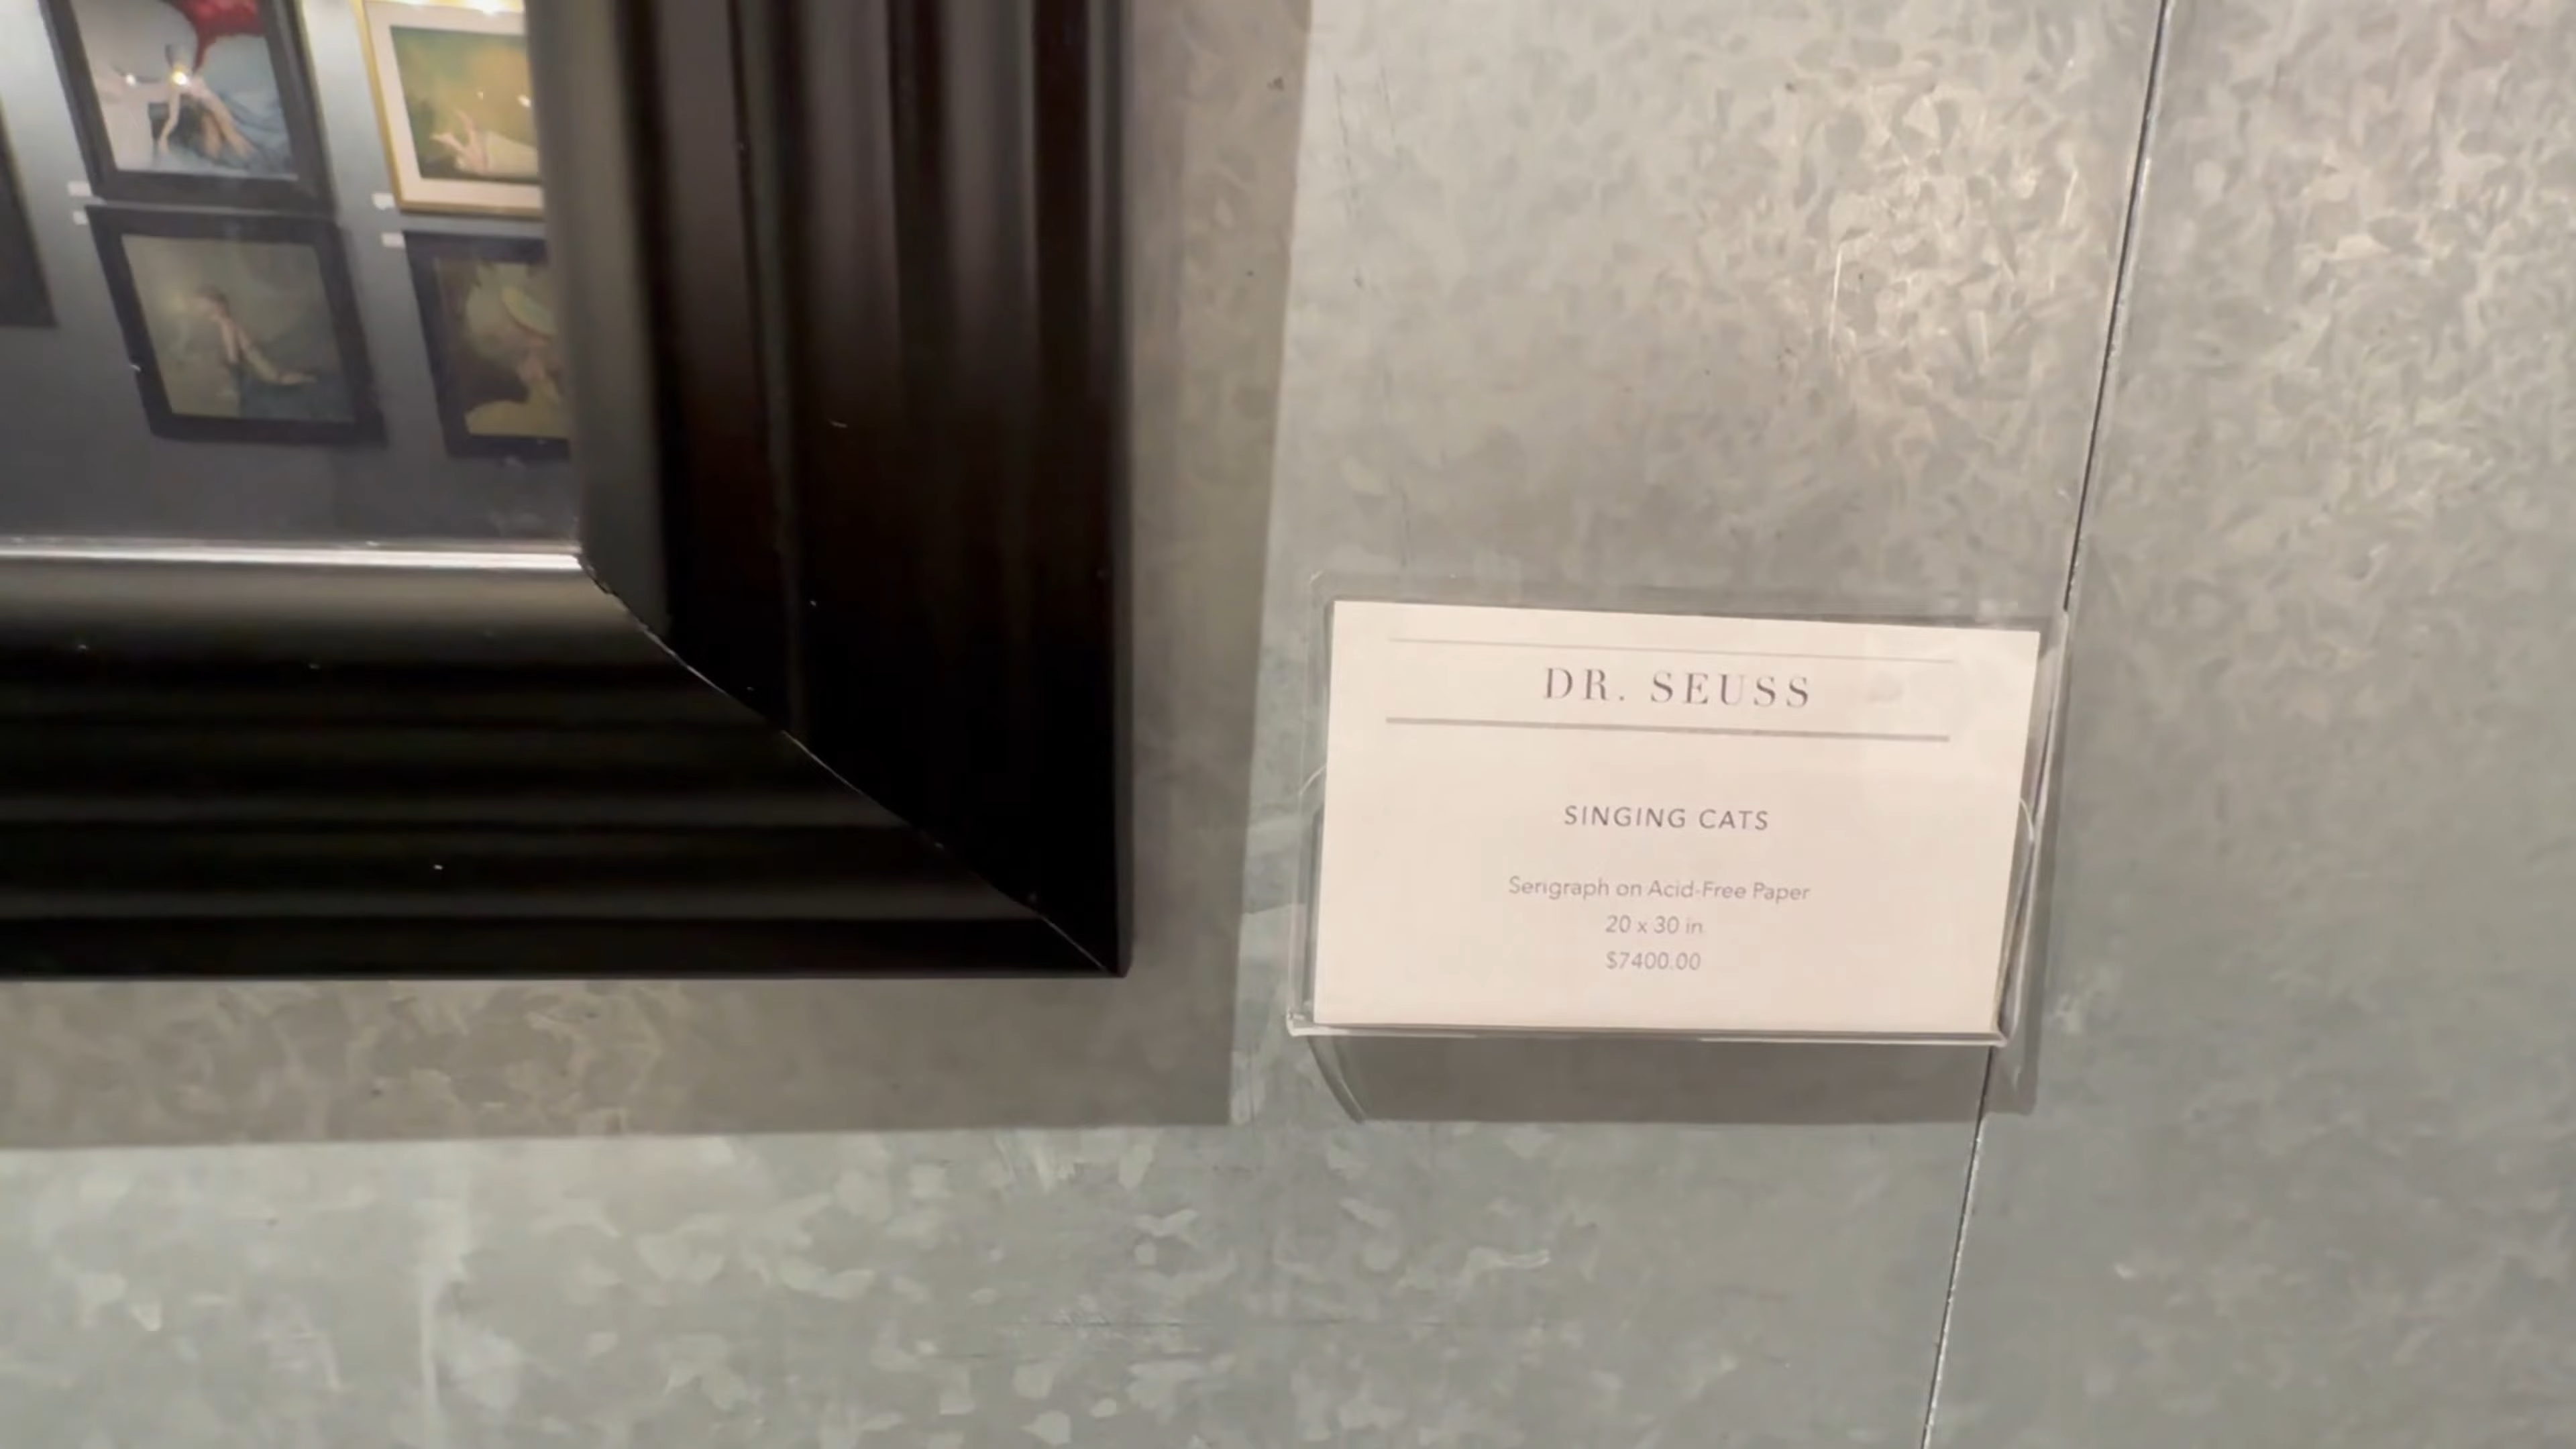 DR. SEUSS
SINGING CATS
Serigraph on Acid-Free Paper
20 x 30 in
$7400.00